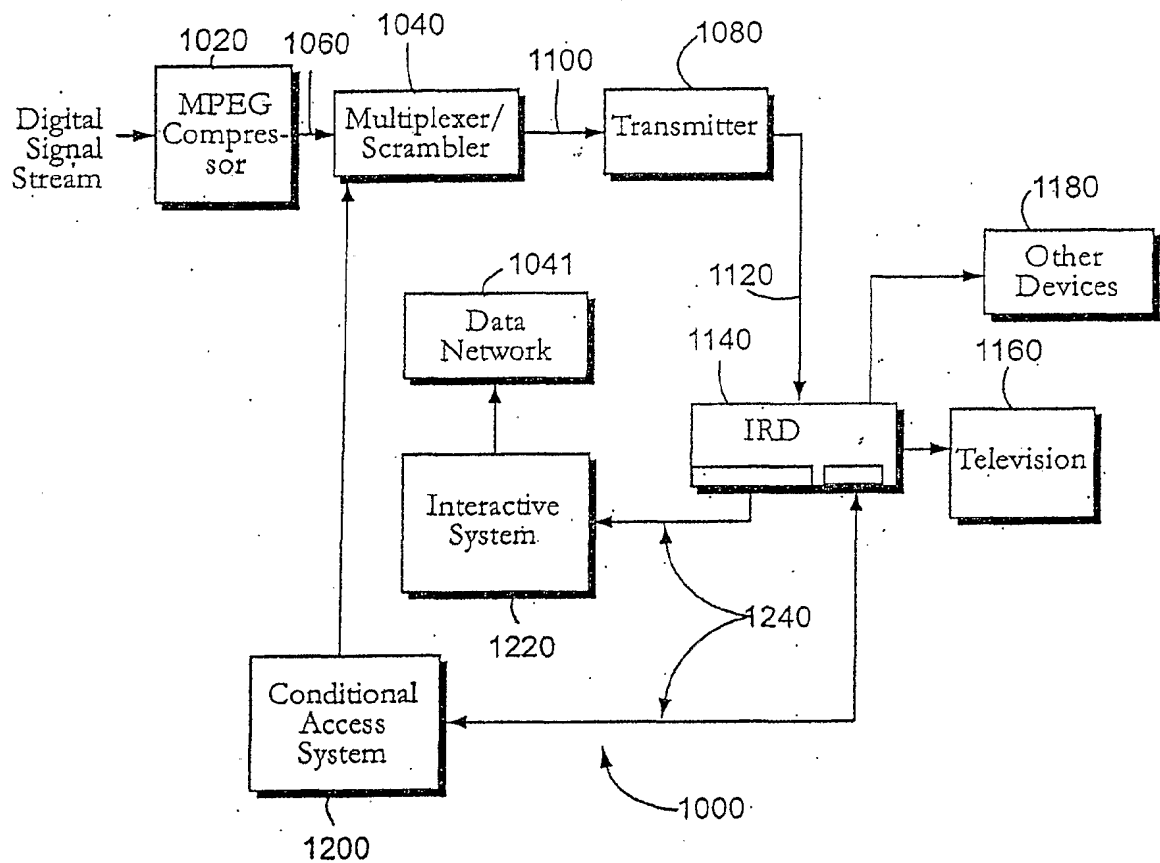 1020
1060
1040
1100
1080
Digital
Signal
Stream
MPEG
Compres-
sor
Multiplexer/
Scrambler
Transmitter
1180
Other
Devices
1041
Data
Network
1120
1140
1160
IRD
Television
Interactive
System
1220
1240
Conditional
Access
System
1000
1200